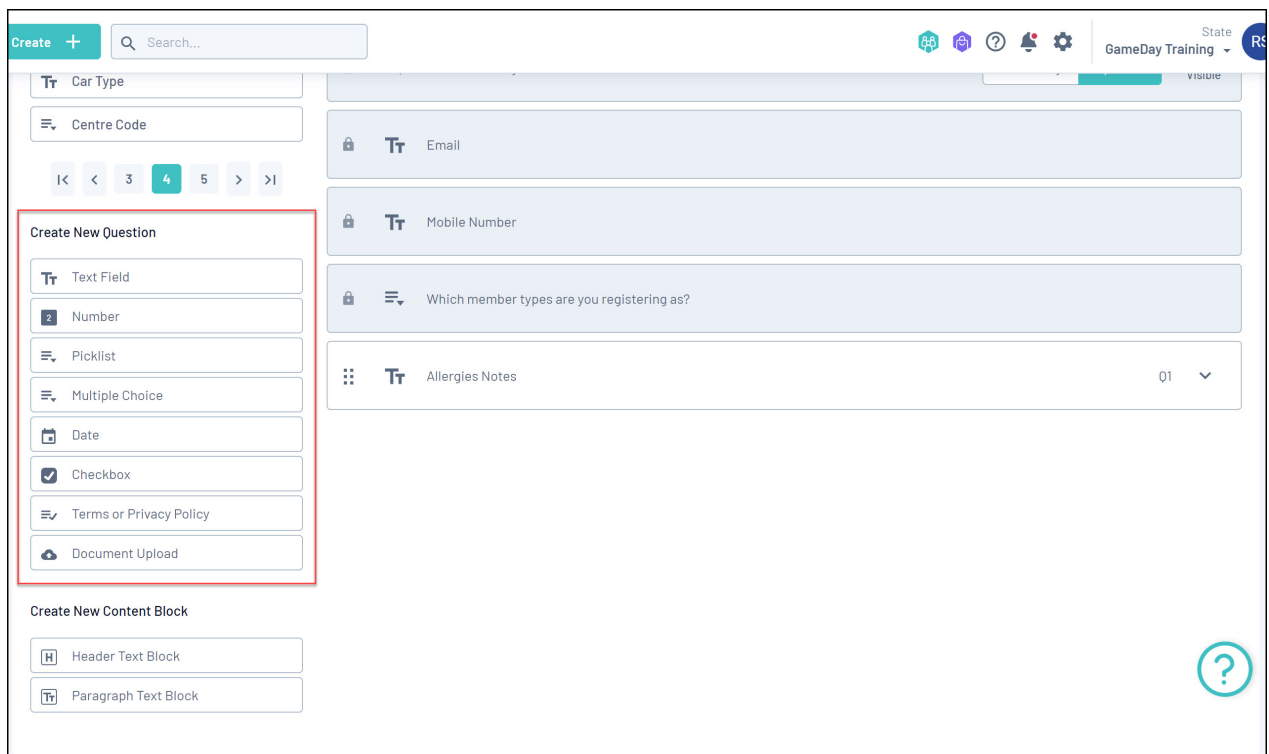 Create +
Search...
State
GameDay Training
RS
Car Type
Centre Code
3 4 5
Create New Question
Text Field
2 Number
Picklist
Multiple Choice
Date
Checkbox
Terms or Privacy Policy
Document Upload
Create New Content Block
H Header Text Block
Tт Paragraph Text Block
Visible
Email
Mobile Number
Which member types are you registering as?
Allergies Notes Q1
?